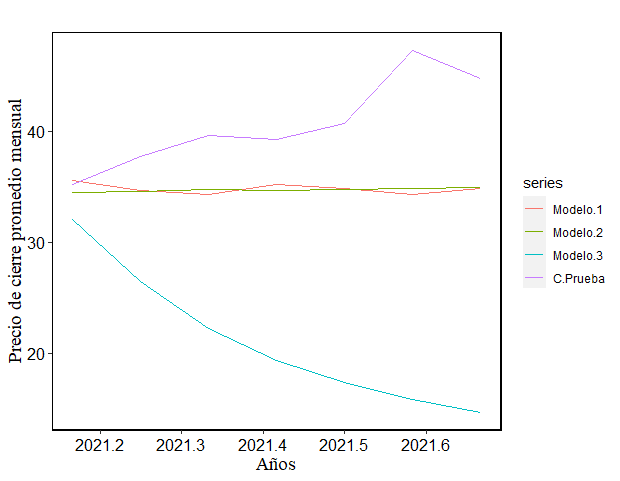 Precio de cierre promedio mensual
40
30
20
2021.2
2021.3
2021.4
2021.5
2021.6
Años
series
Modelo.1
Modelo.2
Modelo.3
C.Prueba